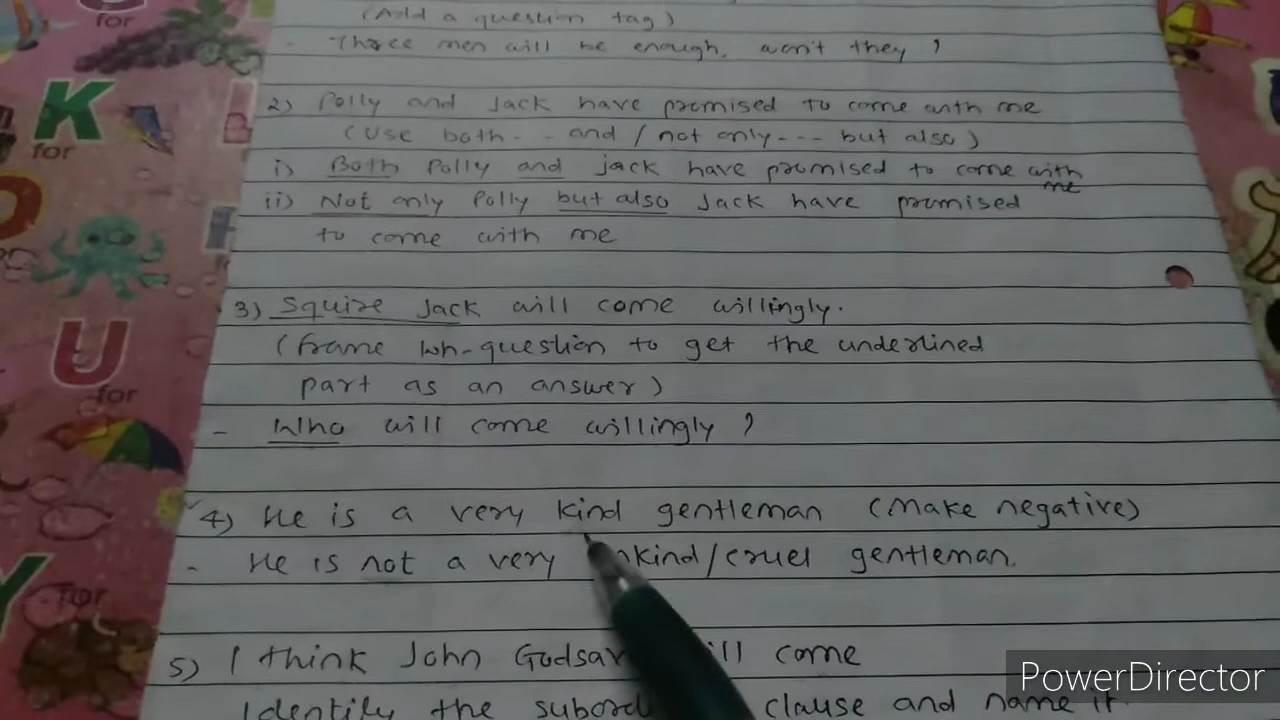 for
(Add a question tag)
- Three men will be enough, won't they ?
K
for
2) Polly and Jack have promised to come with me
(Use both-- and / not only--- but also)
i) Both Polly and jack have promised to come with me
ii) Not only Polly but also Jack have promised
to come with me
3) Squire Jack will come willingly.
(frame Wh-question to get the underlined
part as an answer)
U
for
- Who will come willingly ?
4) He is a very kind gentleman (Make negative)
- He is not a very unkind/cruel gentleman.
Y
for
5) I think John come
PowerDirector
Identify the clause and name it.